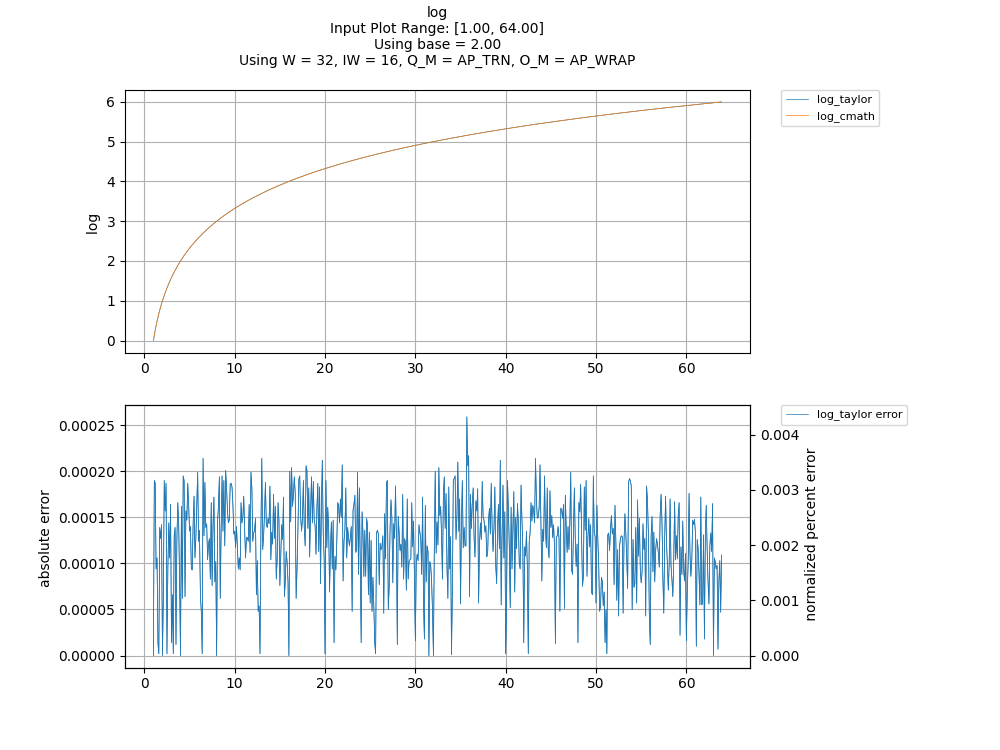 log
Input Plot Range: [1.00, 64.00]
Using base = 2.00
Using W = 32, IW = 16, Q_M = AP_TRN, O_M = AP_WRAP
log_taylor
log_cmath
6
5
4
3
2
1
0
log
0 10 20 30 40 50 60
log_taylor error
0.00025
0.00020
0.00015
0.00010
0.00005
0.00000
absolute error
0.004
0.003
0.002
0.001
0.000
normalized percent error
0 10 20 30 40 50 60